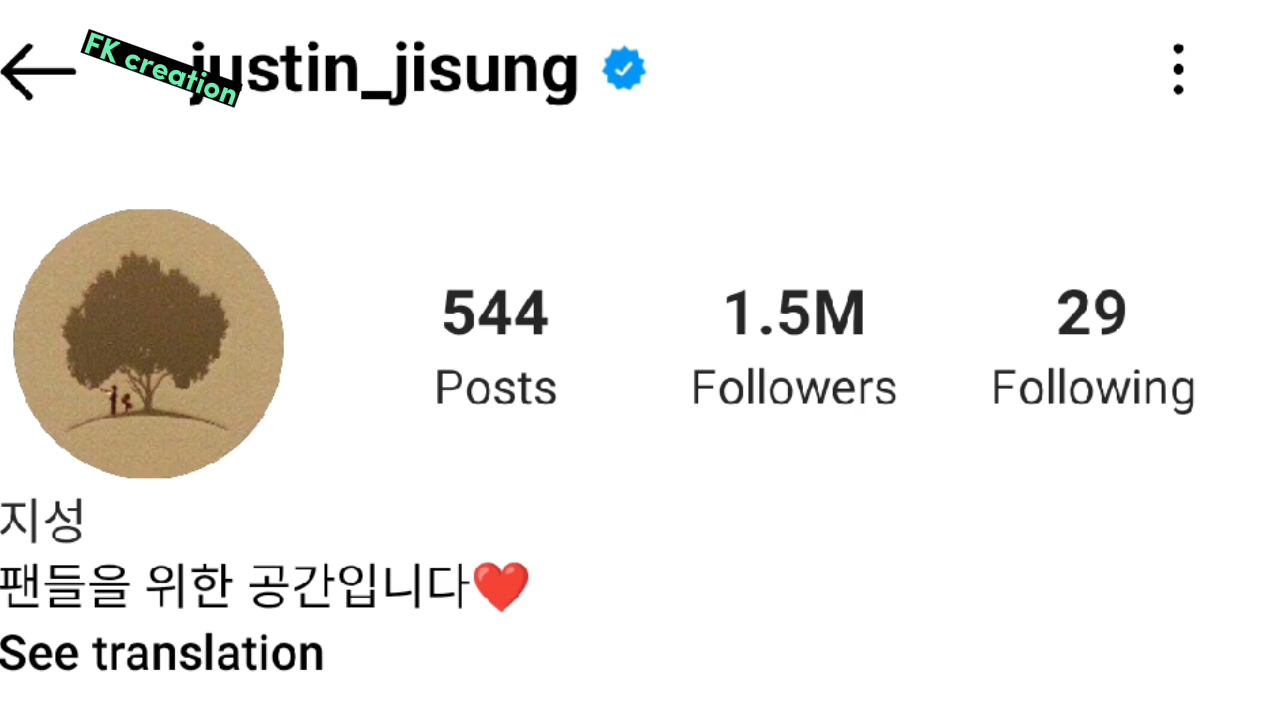 FK creation
justin_jisung
544 1.5M 29
Posts Followers Following
지성
팬들을 위한 공간입니다❤️
See translation